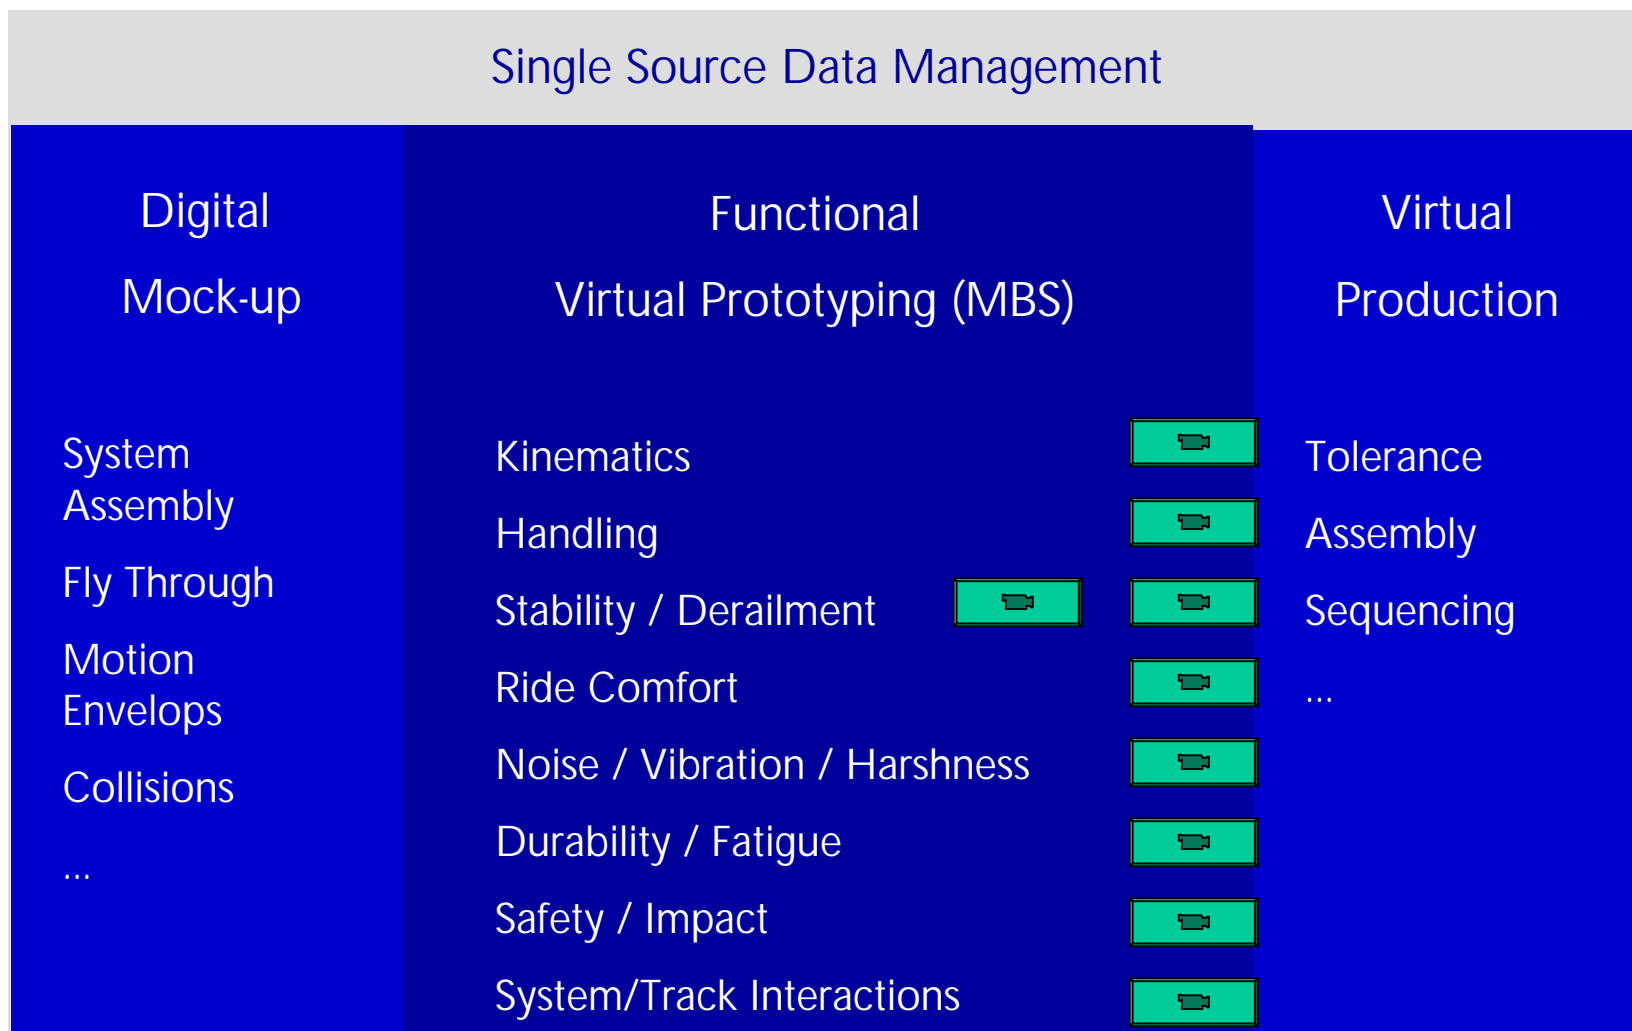 Single Source Data Management
Digital
Mock-up
System
Assembly
Fly Through
Motion
Envelops
Collisions
...
Functional
Virtual Prototyping (MBS)
Kinematics
Handling
Stability / Derailment
Ride Comfort
Noise / Vibration / Harshness
Durability / Fatigue
Safety / Impact
System/Track Interactions
Virtual
Production
Tolerance
Assembly
Sequencing
...